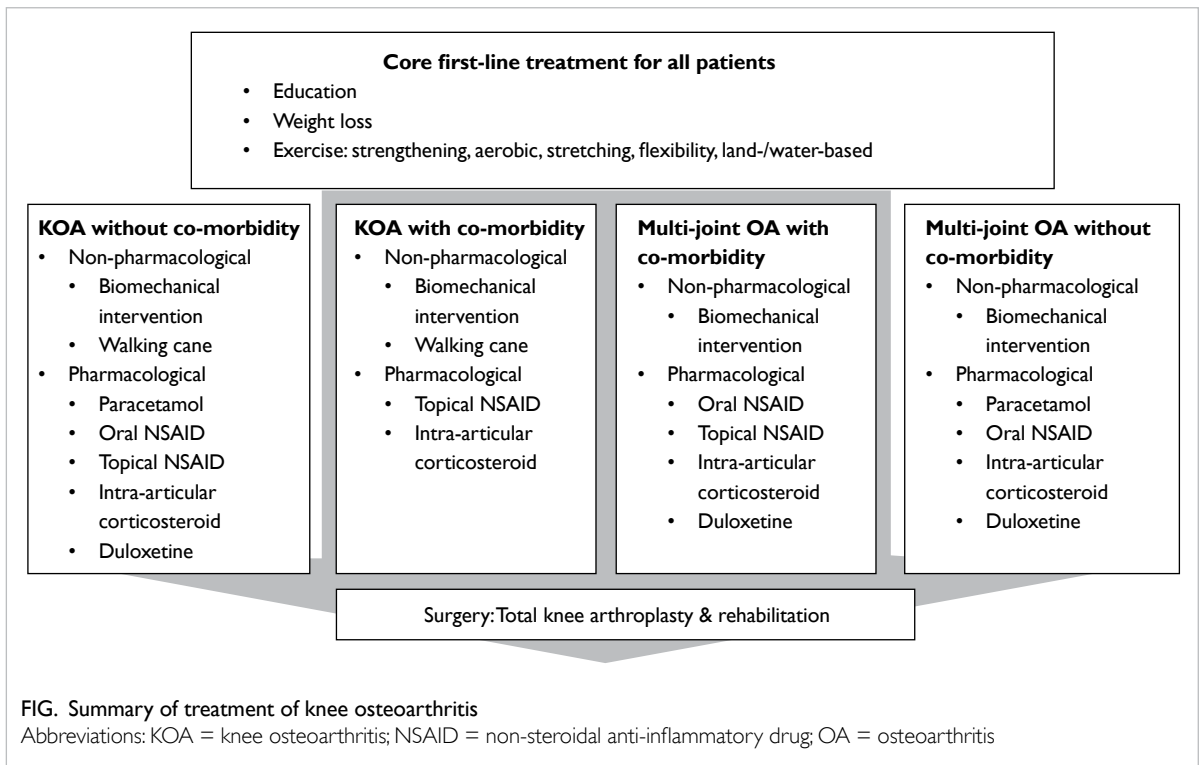 Core first-line treatment for all patients
• Education
• Weight loss
• Exercise: strengthening, aerobic, stretching, flexibility, land-/water-based
KOA without co-morbidity
• Non-pharmacological
• Biomechanical
intervention
• Walking cane
• Pharmacological
• Paracetamol
• Oral NSAID
• Topical NSAID
• Intra-articular
corticosteroid
• Duloxetine
KOA with co-morbidity
• Non-pharmacological
• Biomechanical
intervention
• Walking cane
• Pharmacological
• Topical NSAID
• Intra-articular
corticosteroid
Multi-joint OA with
co-morbidity
• Non-pharmacological
• Biomechanical
intervention
• Pharmacological
• Oral NSAID
• Topical NSAID
• Intra-articular
corticosteroid
• Duloxetine
Multi-joint OA without
co-morbidity
• Non-pharmacological
• Biomechanical
intervention
• Pharmacological
• Paracetamol
• Oral NSAID
• Intra-articular
corticosteroid
• Duloxetine
Surgery: Total knee arthroplasty & rehabilitation
FIG. Summary of treatment of knee osteoarthritis
Abbreviations: KOA = knee osteoarthritis; NSAID = non-steroidal anti-inflammatory drug; OA = osteoarthritis